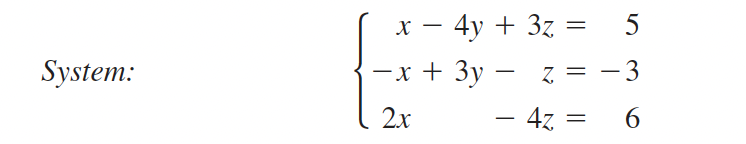 x − 4y + 3z = 5
System: −x + 3y − z = −3
2x − 4z = 6